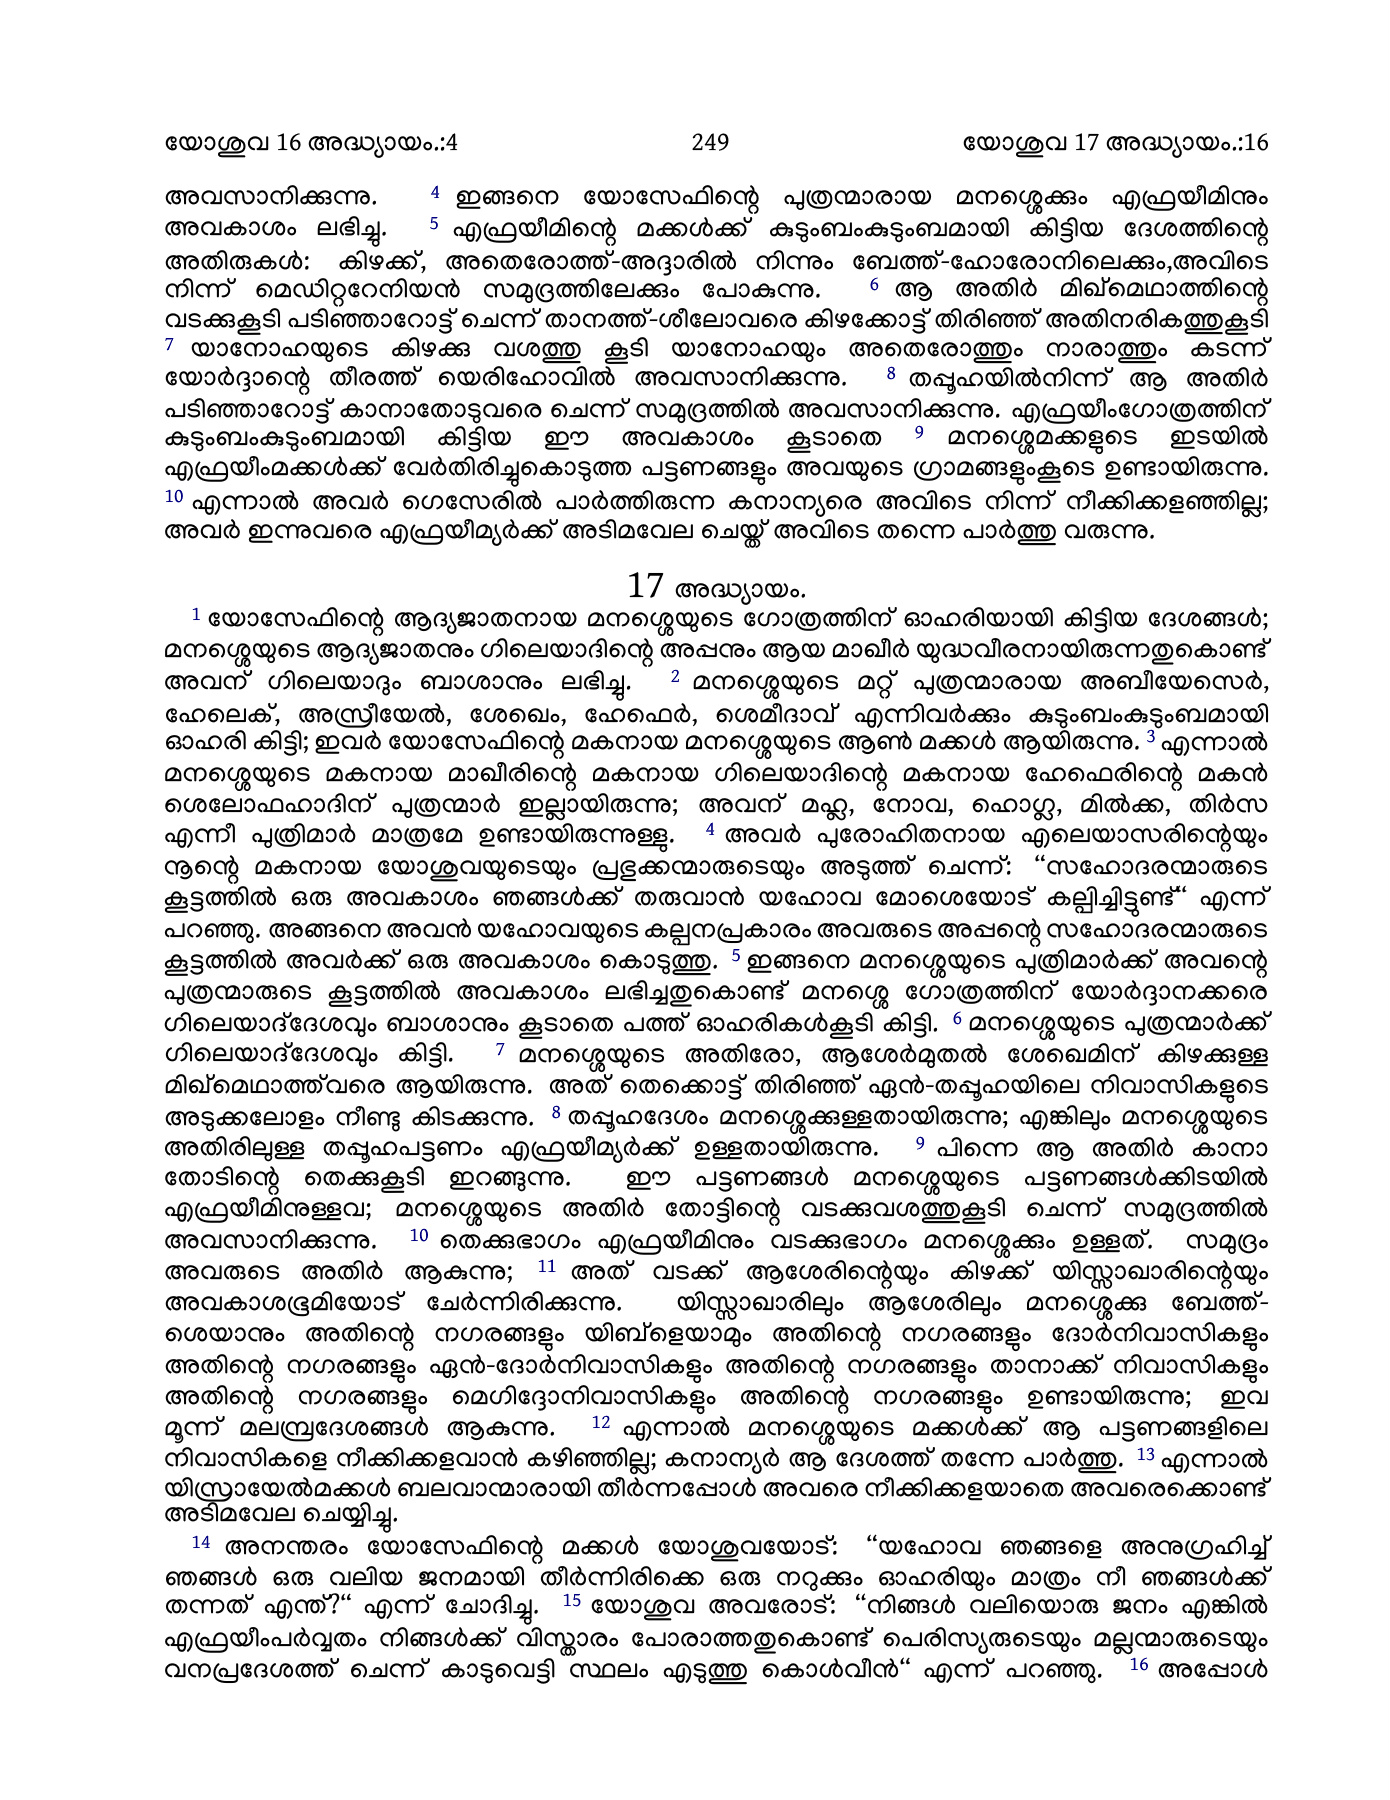 യോശുവ 16 അദ്ധ്യായം.:4 249 യോശുവ 17 അദ്ധ്യായം.:16
അവസാനിക്കുന്നു. 4 ഇങ്ങനെ യോസേഫിന്റെ പുത്രന്മാരായ മനശ്ശെക്കും എഫ്രയീമിനും
അവകാശം ലഭിച്ചു. 5 എഫ്രയീമിന്റെ മക്കൾക്ക് കുടുംബംകുടുംബമായി കിട്ടിയ ദേശത്തിന്റെ
അതിരുകൾ: കിഴക്ക്, അതെരോത്ത്-അദ്ദാരിൽ നിന്നും ബേത്ത്-ഹോരോനിലെക്കും,അവിടെ
നിന്ന് മെഡിറ്ററേനിയൻ സമുദ്രത്തിലേക്കും പോകുന്നു. 6 ആ അതിർ മിഖ്മെഥാത്തിന്റെ
വടക്കുകൂടി പടിഞ്ഞാറോട്ട് ചെന്ന് താനത്ത്-ശീലോവരെ കിഴക്കോട്ട് തിരിഞ്ഞ് അതിനരികത്തുകൂടി
7 യാനോഹയുടെ കിഴക്കു വശത്തു കൂടി യാനോഹയും അതെരോത്തും നാരാത്തും കടന്ന്
യോർദ്ദാന്റെ തീരത്ത് യെരിഹോവിൽ അവസാനിക്കുന്നു. 8 തപ്പൂഹയിൽനിന്ന് ആ അതിർ
പടിഞ്ഞാറോട്ട് കാനാതോടുവരെ ചെന്ന് സമുദ്രത്തിൽ അവസാനിക്കുന്നു. എഫ്രയീംഗോത്രത്തിന്
കുടുംബംകുടുംബമായി കിട്ടിയ ഈ അവകാശം കൂടാതെ 9 മനശ്ശെമക്കളുടെ ഇടയിൽ
എഫ്രയീംമക്കൾക്ക് വേർതിരിച്ചുകൊടുത്ത പട്ടണങ്ങളും അവയുടെ ഗ്രാമങ്ങളുംകൂടെ ഉണ്ടായിരുന്നു.
10 എന്നാൽ അവർ ഗെസേരിൽ പാർത്തിരുന്ന കനാന്യരെ അവിടെ നിന്ന് നീക്കിക്കളഞ്ഞില്ല;
അവർ ഇന്നുവരെ എഫ്രയീമ്യർക്ക് അടിമവേല ചെയ്ത് അവിടെ തന്നെ പാർത്തു വരുന്നു.
17 അദ്ധ്യായം.
1 യോസേഫിന്റെ ആദ്യജാതനായ മനശ്ശെയുടെ ഗോത്രത്തിന് ഓഹരിയായി കിട്ടിയ ദേശങ്ങൾ;
മനശ്ശെയുടെ ആദ്യജാതനും ഗിലെയാദിന്റെ അപ്പനും ആയ മാഖീർ യുദ്ധവീരനായിരുന്നതുകൊണ്ട്
അവന് ഗിലെയാദും ബാശാനും ലഭിച്ചു. 2 മനശ്ശെയുടെ മറ്റ് പുത്രന്മാരായ അബീയേസെർ,
ഹേലെക്, അസ്രീയേൽ, ശേഖെം, ഹേഫെർ, ശെമീദാവ് എന്നിവർക്കും കുടുംബംകുടുംബമായി
ഓഹരി കിട്ടി; ഇവർ യോസേഫിന്റെ മകനായ മനശ്ശെയുടെ ആൺ മക്കൾ ആയിരുന്നു. 3 എന്നാൽ
മനശ്ശെയുടെ മകനായ മാഖീരിന്റെ മകനായ ഗിലെയാദിന്റെ മകനായ ഹേഫെരിന്റെ മകൻ
ശെലോഫഹാദിന് പുത്രന്മാർ ഇല്ലായിരുന്നു; അവന് മഹ്ല, നോവ, ഹൊഗ്ല, മിൽക്ക, തിർസ
എന്നീ പുത്രിമാർ മാത്രമേ ഉണ്ടായിരുന്നുള്ളു. 4 അവർ പുരോഹിതനായ എലെയാസരിന്റെയും
നൂന്റെ മകനായ യോശുവയുടെയും പ്രഭുക്കന്മാരുടെയും അടുത്ത് ചെന്ന്: “സഹോദരന്മാരുടെ
കൂട്ടത്തിൽ ഒരു അവകാശം ഞങ്ങൾക്ക് തരുവാൻ യഹോവ മോശെയോട് കല്പിച്ചിട്ടുണ്ട്“ എന്ന്
പറഞ്ഞു. അങ്ങനെ അവൻ യഹോവയുടെ കല്പനപ്രകാരം അവരുടെ അപ്പന്റെ സഹോദരന്മാരുടെ
കൂട്ടത്തിൽ അവർക്ക് ഒരു അവകാശം കൊടുത്തു. 5 ഇങ്ങനെ മനശ്ശെയുടെ പുത്രിമാർക്ക് അവന്റെ
പുത്രന്മാരുടെ കൂട്ടത്തിൽ അവകാശം ലഭിച്ചതുകൊണ്ട് മനശ്ശെ ഗോത്രത്തിന് യോർദ്ദാനക്കരെ
ഗിലെയാദ്ദേശവും ബാശാനും കൂടാതെ പത്ത് ഓഹരികൾകൂടി കിട്ടി. 6 മനശ്ശെയുടെ പുത്രന്മാർക്ക്
ഗിലെയാദ്‌ദേശവും കിട്ടി. 7 മനശ്ശെയുടെ അതിരോ, ആശേർമുതൽ ശേഖെമിന് കിഴക്കുള്ള
മിഖ്മെഥാത്ത്‌വരെ ആയിരുന്നു. അത് തെക്കൊട്ട് തിരിഞ്ഞ് ഏൻ-തപ്പൂഹയിലെ നിവാസികളുടെ
അടുക്കലോളം നീണ്ടു കിടക്കുന്നു. 8 തപ്പൂഹദേശം മനശ്ശെക്കുള്ളതായിരുന്നു; എങ്കിലും മനശ്ശെയുടെ
അതിരിലുള്ള തപ്പൂഹപട്ടണം എഫ്രയീമ്യർക്ക് ഉള്ളതായിരുന്നു. 9 പിന്നെ ആ അതിർ കാനാ
തോടിന്റെ തെക്കുകൂടി ഇറങ്ങുന്നു. ഈ പട്ടണങ്ങൾ മനശ്ശെയുടെ പട്ടണങ്ങൾക്കിടയിൽ
എഫ്രയീമിനുള്ളവ; മനശ്ശെയുടെ അതിർ തോട്ടിന്റെ വടക്കുവശത്തുകൂടി ചെന്ന് സമുദ്രത്തിൽ
അവസാനിക്കുന്നു. 10 തെക്കുഭാഗം എഫ്രയീമിനും വടക്കുഭാഗം മനശ്ശെക്കും ഉള്ളത്. സമുദ്രം
അവരുടെ അതിർ ആകുന്നു; 11 അത് വടക്ക് ആശേരിന്റെയും കിഴക്ക് യിസ്സാഖാരിന്റെയും
അവകാശഭൂമിയോട് ചേർന്നിരിക്കുന്നു. യിസ്സാഖാരിലും ആശേരിലും മനശ്ശെക്കു ബേത്ത്-
ശെയാനും അതിന്റെ നഗരങ്ങളും യിബ്ളെയാമും അതിന്റെ നഗരങ്ങളും ദോർനിവാസികളും
അതിന്റെ നഗരങ്ങളും ഏൻ-ദോർനിവാസികളും അതിന്റെ നഗരങ്ങളും താനാക്ക് നിവാസികളും
അതിന്റെ നഗരങ്ങളും മെഗിദ്ദോനിവാസികളും അതിന്റെ നഗരങ്ങളും ഉണ്ടായിരുന്നു; ഇവ
മൂന്ന് മലമ്പ്രദേശങ്ങൾ ആകുന്നു. 12 എന്നാൽ മനശ്ശെയുടെ മക്കൾക്ക് ആ പട്ടണങ്ങളിലെ
നിവാസികളെ നീക്കിക്കളവാൻ കഴിഞ്ഞില്ല; കനാന്യർ ആ ദേശത്ത് തന്നേ പാർത്തു. 13 എന്നാൽ
യിസ്രായേൽമക്കൾ ബലവാന്മാരായി തീർന്നപ്പോൾ അവരെ നീക്കിക്കളയാതെ അവരെക്കൊണ്ട്
അടിമവേല ചെയ്യിച്ചു.
14 അനന്തരം യോസേഫിന്റെ മക്കൾ യോശുവയോട്: “യഹോവ ഞങ്ങളെ അനുഗ്രഹിച്ച്
ഞങ്ങൾ ഒരു വലിയ ജനമായി തീർന്നിരിക്കെ ഒരു നറുക്കും ഓഹരിയും മാത്രം നീ ഞങ്ങൾക്ക്
തന്നത് എന്ത്?“ എന്ന് ചോദിച്ചു. 15 യോശുവ അവരോട്: “നിങ്ങൾ വലിയൊരു ജനം എങ്കിൽ
എഫ്രയീംപർവ്വതം നിങ്ങൾക്ക് വിസ്താരം പോരാത്തതുകൊണ്ട് പെരിസ്യരുടെയും മല്ലന്മാരുടെയും
വനപ്രദേശത്ത് ചെന്ന് കാടുവെട്ടി സ്ഥലം എടുത്തു കൊൾവീൻ“ എന്ന് പറഞ്ഞു. 16 അപ്പോൾ